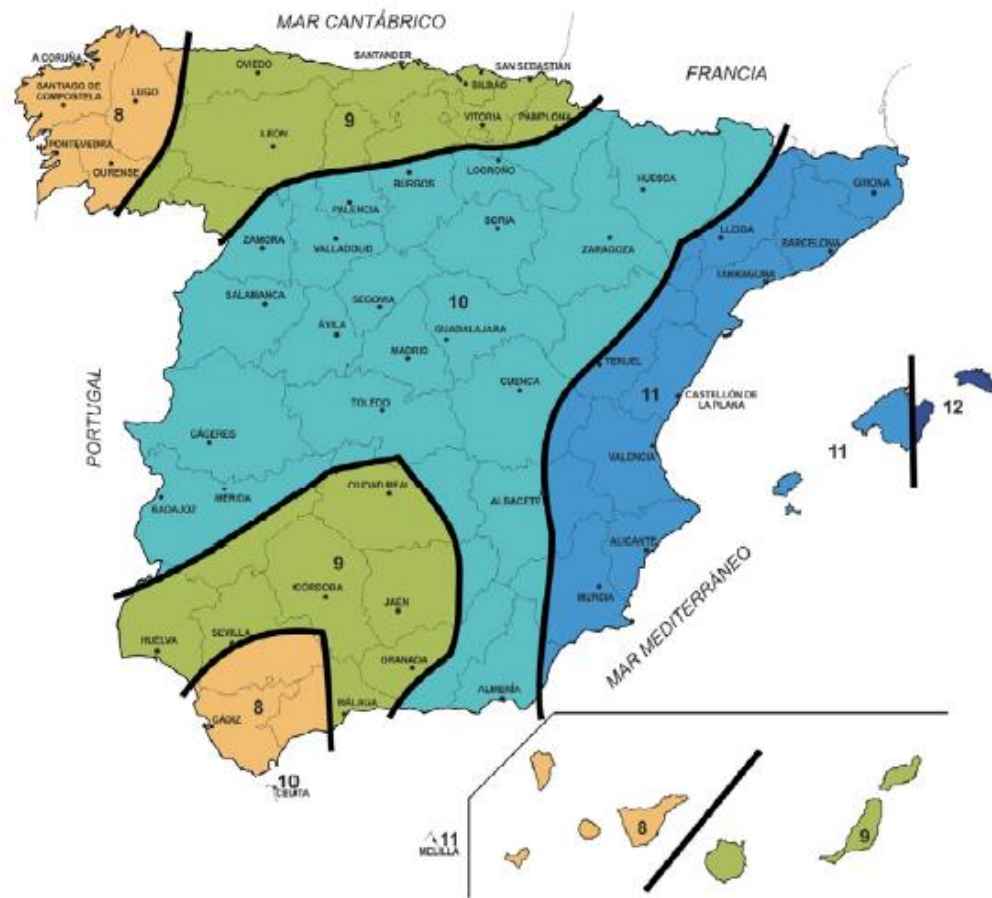 MAR CANTÁBRICO
A CORUÑA
OVIEDO
SANTANDER
SAN SEBASTIÁN
BILBAO
FRANCIA
SANTIAGO DE
COMPOSTELA
LUGO
8
9
LEÓN
VITORIA
PAMPLONA
PONTEVEDRA
OURENSE
BURGOS
LOGROÑO
HUESCA
GIRONA
PALENCIA
SORIA
ZAMORA
VALLADOLID
ZARAGOZA
LLEIDA
BARCELONA
TARRAGONA
SALAMANCA
SEGOVIA
10
ÁVILA
GUADALAJARA
MADRID
TERUEL
CUENCA
11
CASTELLÓN DE
LA PLANA
12
PORTUGAL
TOLEDO
CÁCERES
VALENCIA
11
MÉRIDA
BADAJOZ
CIUDAD REAL
ALBACETE
ALICANTE
9
CÓRDOBA
JAÉN
MURCIA
MAR MEDITERRÁNEO
HUELVA
SEVILLA
GRANADA
8
CÁDIZ
MÁLAGA
ALMERÍA
10
CEUTA
11
MELILLA
8
9